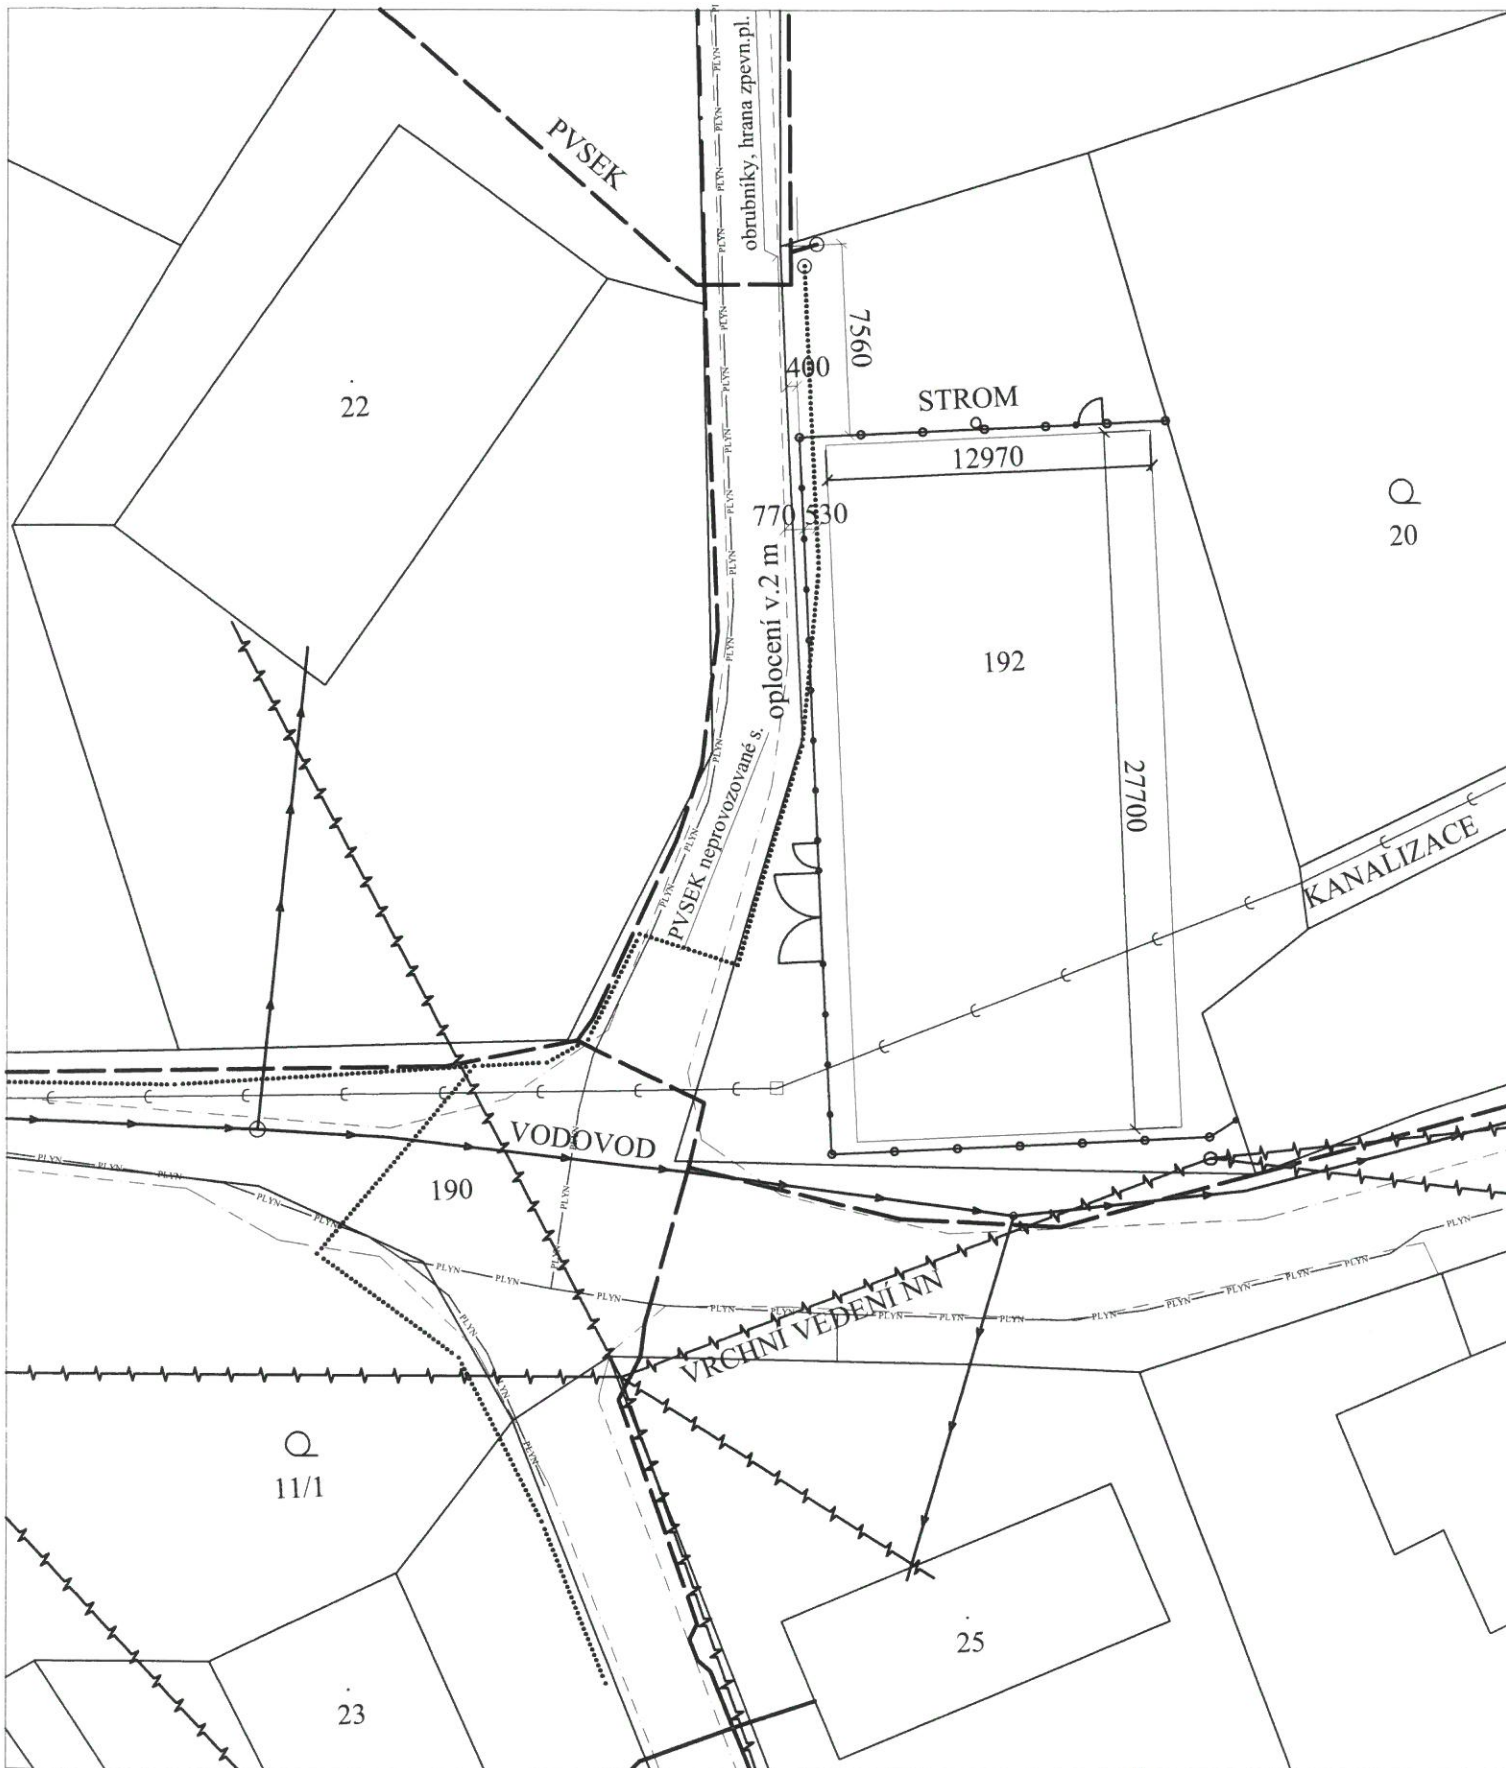 PVSEK
obrubníky, hrana zpevn.pl.
7560
400
STROM
22
12970
20
770 530
oplocení v.2 m
192
PVSEK neprovozované s.
27700
KANALIZACE
VODOVOD
190
PLYN
VRCHNÍ VEDENÍ NN
11/1
25
23